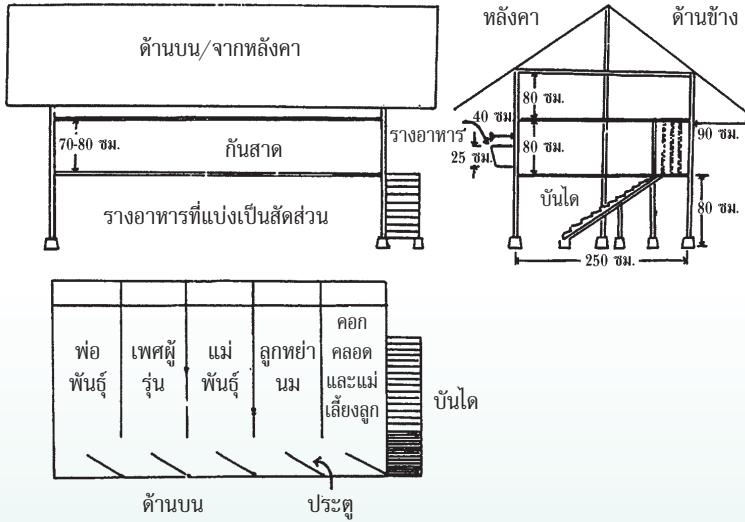 ด้านบน/จากหลังคา
70-80 ซม.
กันสาด
รางอาหารที่แบ่งเป็นสัดส่วน
หลังคา
ด้านข้าง
80 ซม.
40 ซม.
รางอาหาร
25 ซม.
80 ซม.
90 ซม.
บันได
80 ซม.
250 ซม.
พ่อ
พันธุ์
เพศผู้
รุ่น
แม่
พันธุ์
ลูกหย่า
นม
คอก
คลอด
และแม่
เลี้ยงลูก
บันได
ด้านบน
ประตู